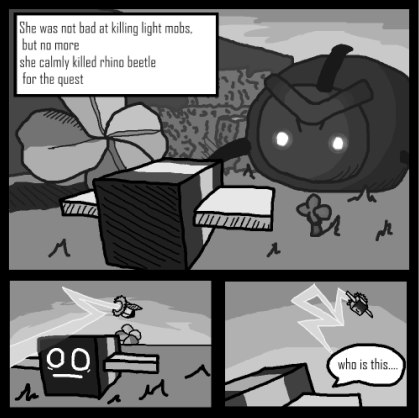 She was not bad at killing light mobs,
but no more
she calmly killed rhino beetle
for the quest
who is this....